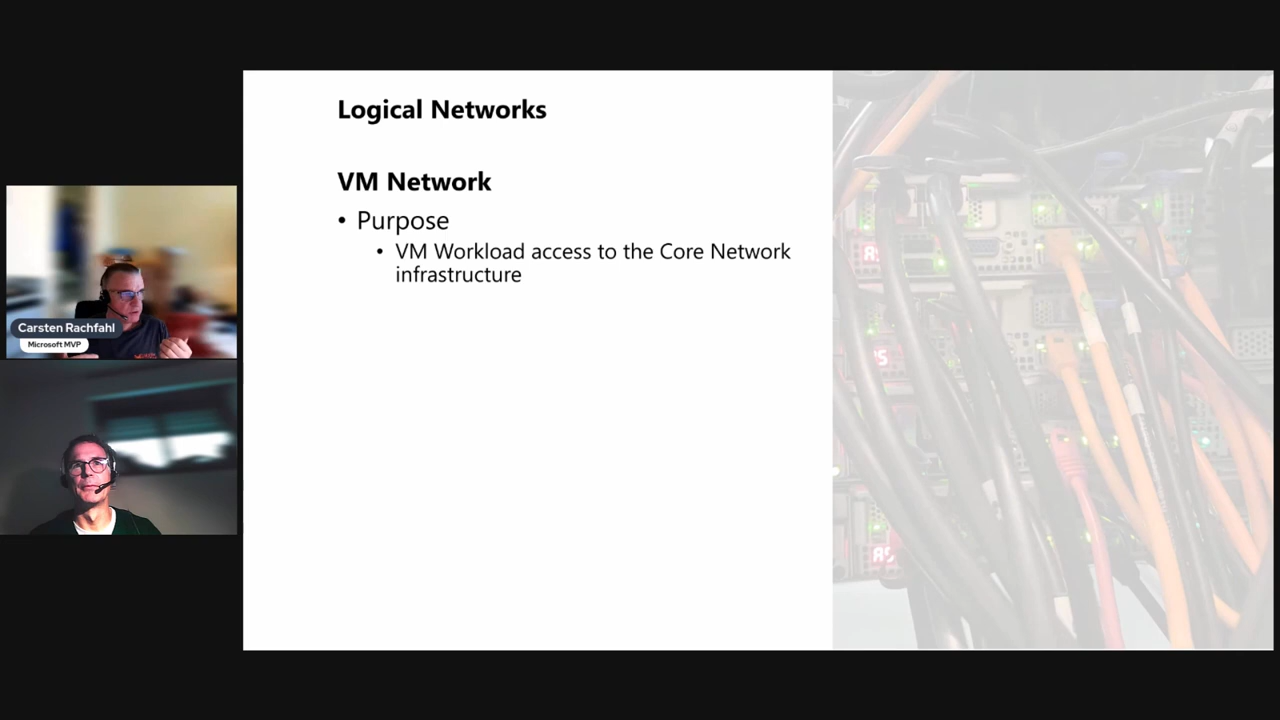 Logical Networks
VM Network
• Purpose
• VM Workload access to the Core Network
infrastructure
Carsten Rachfahl
Microsoft MVP